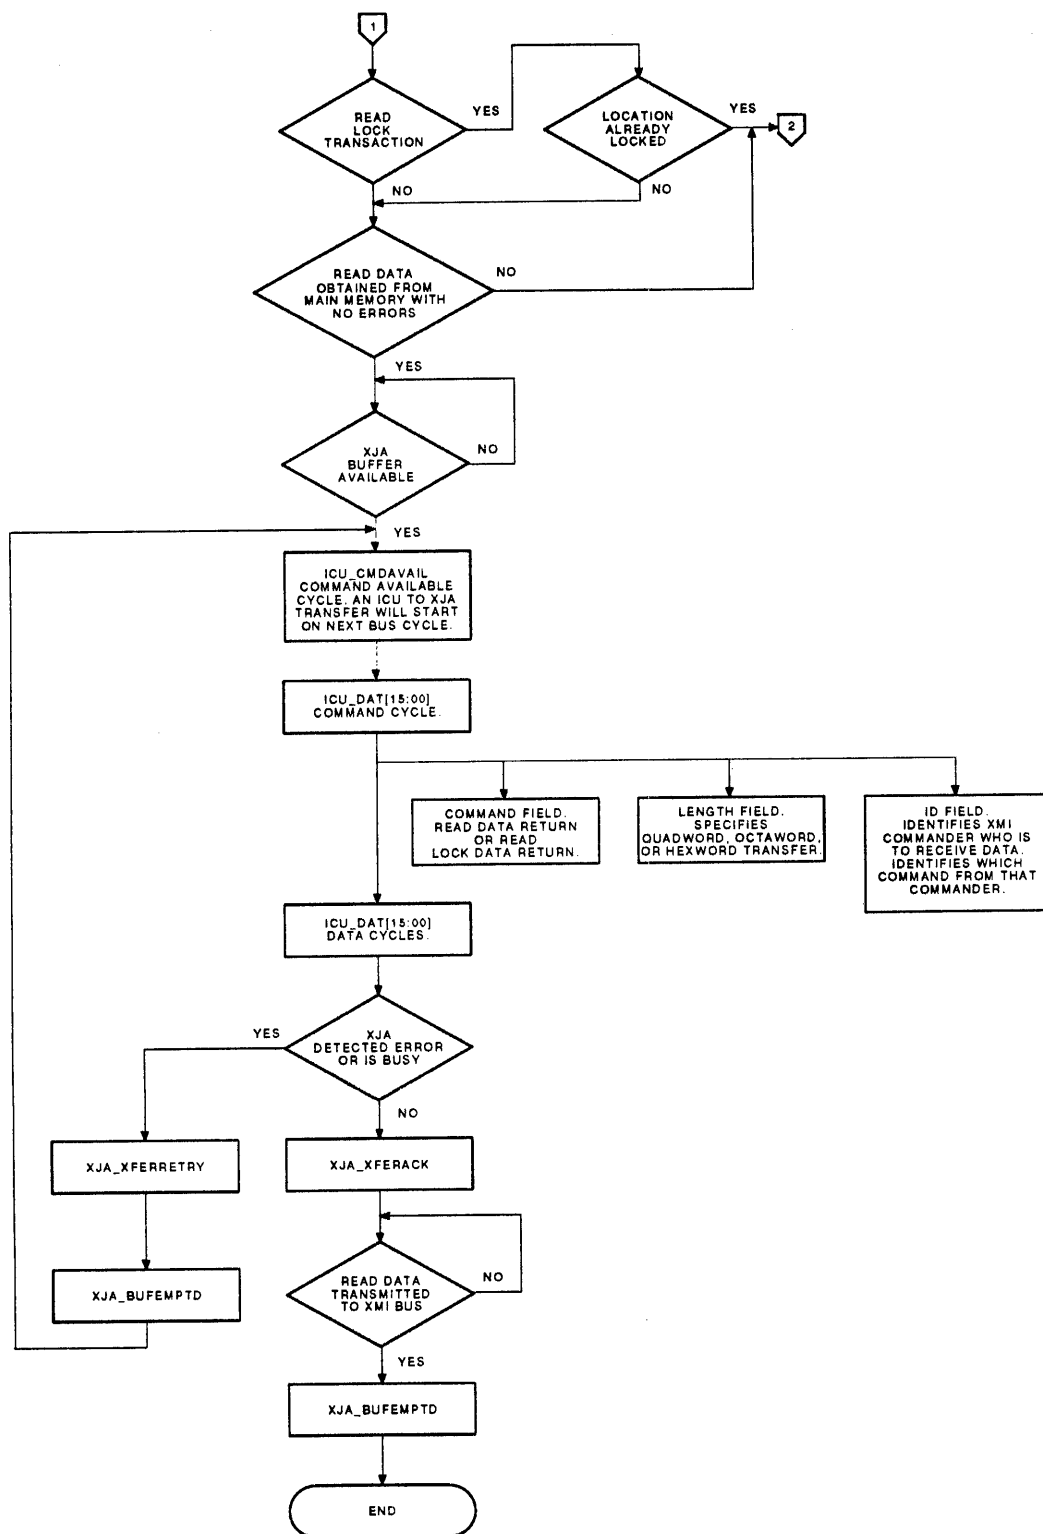 1
READ
LOCK
TRANSACTION
YES
LOCATION
ALREADY
LOCKED
YES
2
NO
NO
READ DATA
OBTAINED FROM
MAIN MEMORY WITH
NO ERRORS
NO
YES
XJA
BUFFER
AVAILABLE
NO
YES
ICU_CMDAVAIL
COMMAND AVAILABLE
CYCLE. AN ICU TO XJA
TRANSFER WILL START
ON NEXT BUS CYCLE.
ICU_DAT[15:00]
COMMAND CYCLE.
COMMAND FIELD.
READ DATA RETURN
OR READ
LOCK DATA RETURN.
LENGTH FIELD.
SPECIFIES
QUADWORD, OCTAWORD,
OR HEXWORD TRANSFER.
ID FIELD.
IDENTIFIES XMI
COMMANDER WHO IS
TO RECEIVE DATA.
IDENTIFIES WHICH
COMMAND FROM THAT
COMMANDER.
ICU_DAT[15:00]
DATA CYCLES.
YES
XJA
DETECTED ERROR
OR IS BUSY
NO
XJA_XFERRETRY
XJA_XFERACK
XJA_BUFEMPTD
READ DATA
TRANSMITTED
TO XMI BUS
NO
YES
XJA_BUFEMPTD
END